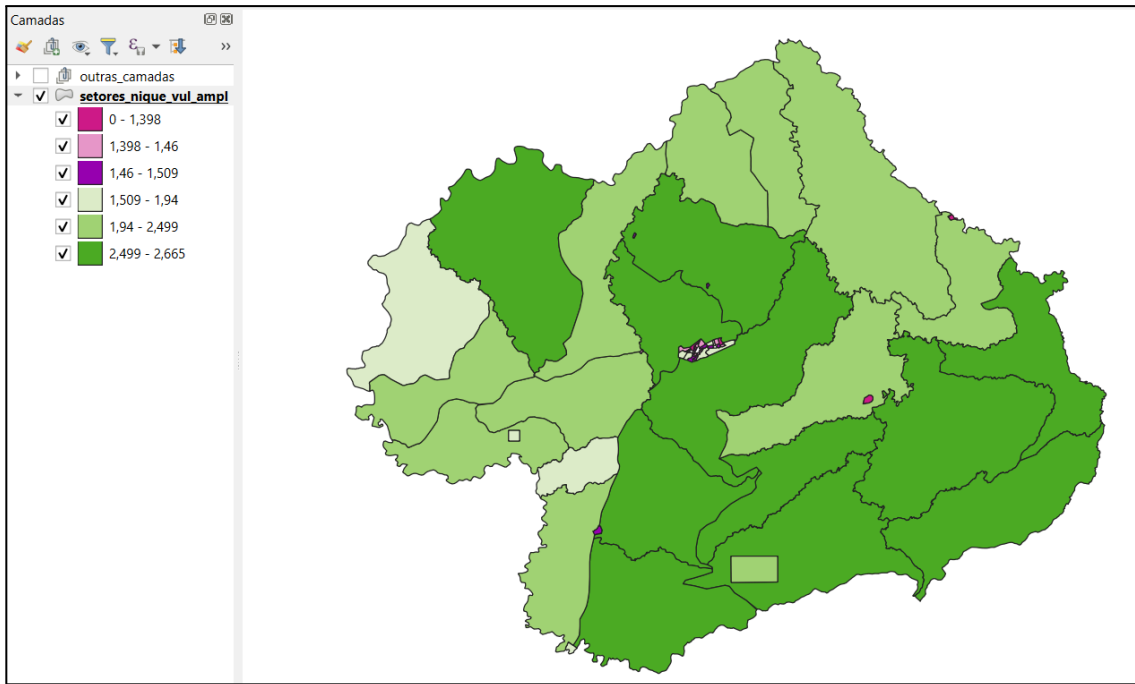 Camadas
outras_camadas
setores_nique_vul_ampl
0 - 1,398
1,398 - 1,46
1,46 - 1,509
1,509 - 1,94
1,94 - 2,499
2,499 - 2,665